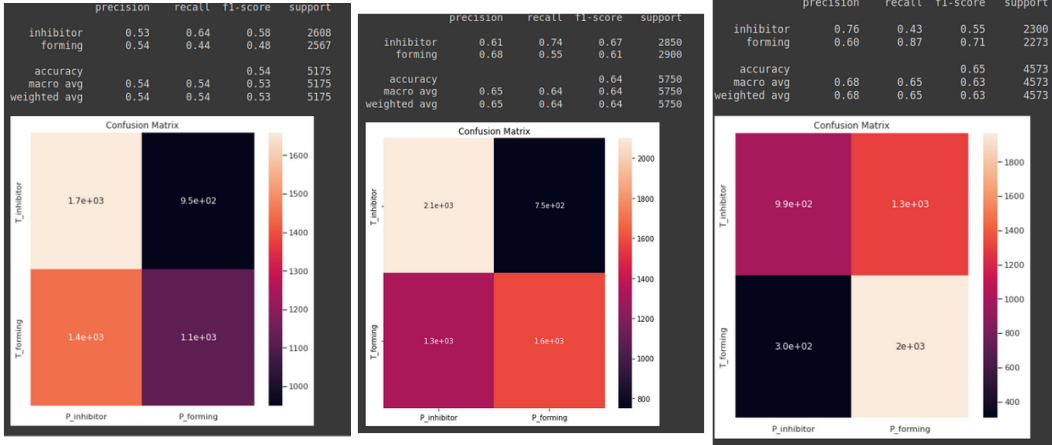 precision recall f1-score support
inhibitor 0.53 0.64 0.58 2608
forming 0.54 0.44 0.48 2567
accuracy 0.54 5175
macro avg 0.54 0.54 0.53 5175
weighted avg 0.54 0.54 0.53 5175
Confusion Matrix
T_inhibitor
T_forming
1.7e+03 9.5e+02
1.4e+03 1.1e+03
P_inhibitor P_forming
1600
1500
1400
1300
1200
1100
1000
precision recall f1-score support
inhibitor 0.61 0.74 0.67 2850
forming 0.68 0.55 0.61 2900
accuracy 0.64 5750
macro avg 0.65 0.64 0.64 5750
weighted avg 0.65 0.64 0.64 5750
Confusion Matrix
T_inhibitor
T_forming
2.1e+03 7.5e+02
1.3e+03 1.6e+03
P_inhibitor P_forming
2000
1800
1600
1400
1200
1000
800
precision recall f1-score support
inhibitor 0.76 0.43 0.55 2300
forming 0.60 0.87 0.71 2273
accuracy 0.65 4573
macro avg 0.68 0.65 0.63 4573
weighted avg 0.68 0.65 0.63 4573
Confusion Matrix
T_inhibitor
T_forming
9.9e+02 1.3e+03
3.0e+02 2e+03
P_inhibitor P_forming
1800
1600
1400
1200
1000
800
600
400